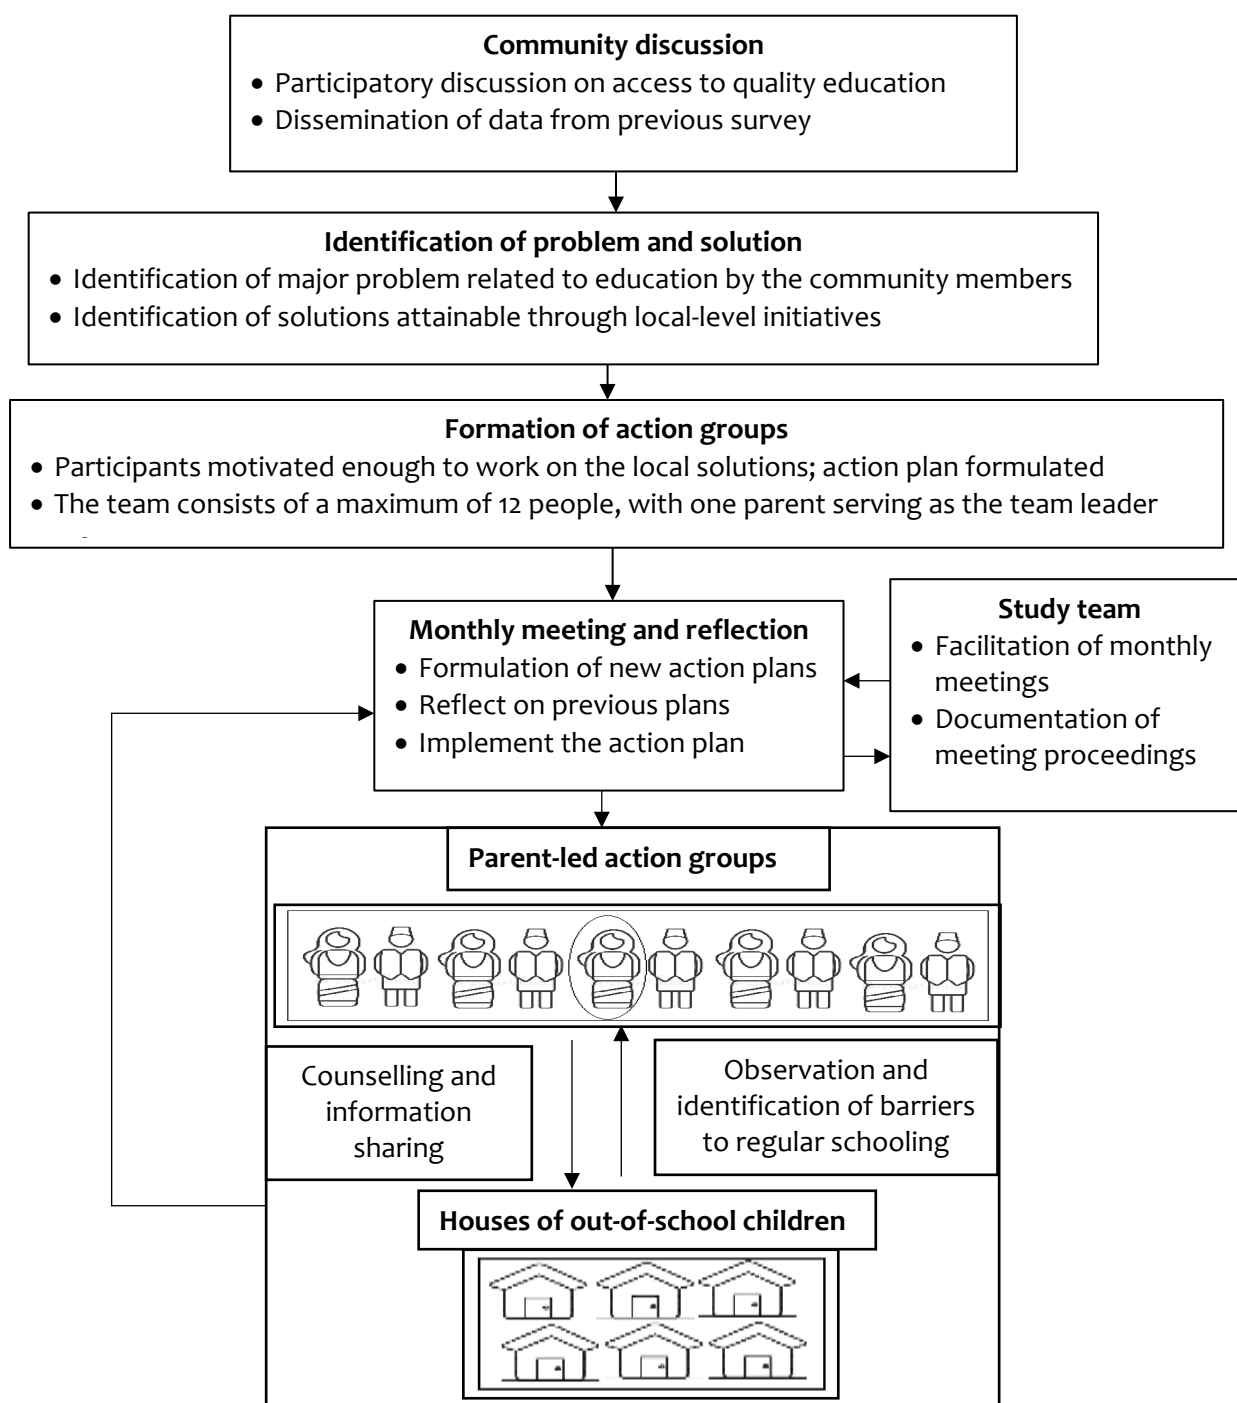 Community discussion
• Participatory discussion on access to quality education
• Dissemination of data from previous survey
Identification of problem and solution
• Identification of major problem related to education by the community members
• Identification of solutions attainable through local-level initiatives
Formation of action groups
• Participants motivated enough to work on the local solutions; action plan formulated
• The team consists of a maximum of 12 people, with one parent serving as the team leader
Monthly meeting and reflection
• Formulation of new action plans
• Reflect on previous plans
• Implement the action plan
Study team
• Facilitation of monthly
meetings
• Documentation of
meeting proceedings
Parent-led action groups
Counselling and
information
sharing
Observation and
identification of barriers
to regular schooling
Houses of out-of-school children